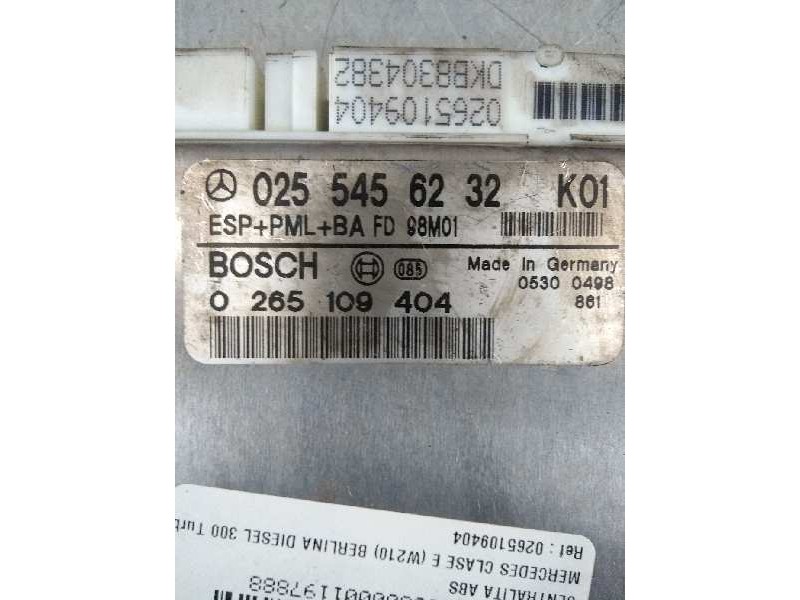 0265109404
DKB8304382
025 545 62 32 K01
ESP+PML+BA FD 98M01
BOSCH 085 Made in Germany
0 265 109 404 0530 0498
861
CENTRALITA ABS
MERCEDES CLASE E (W210) BERLINA DIESEL 300 Turb
Ref : 0265109404